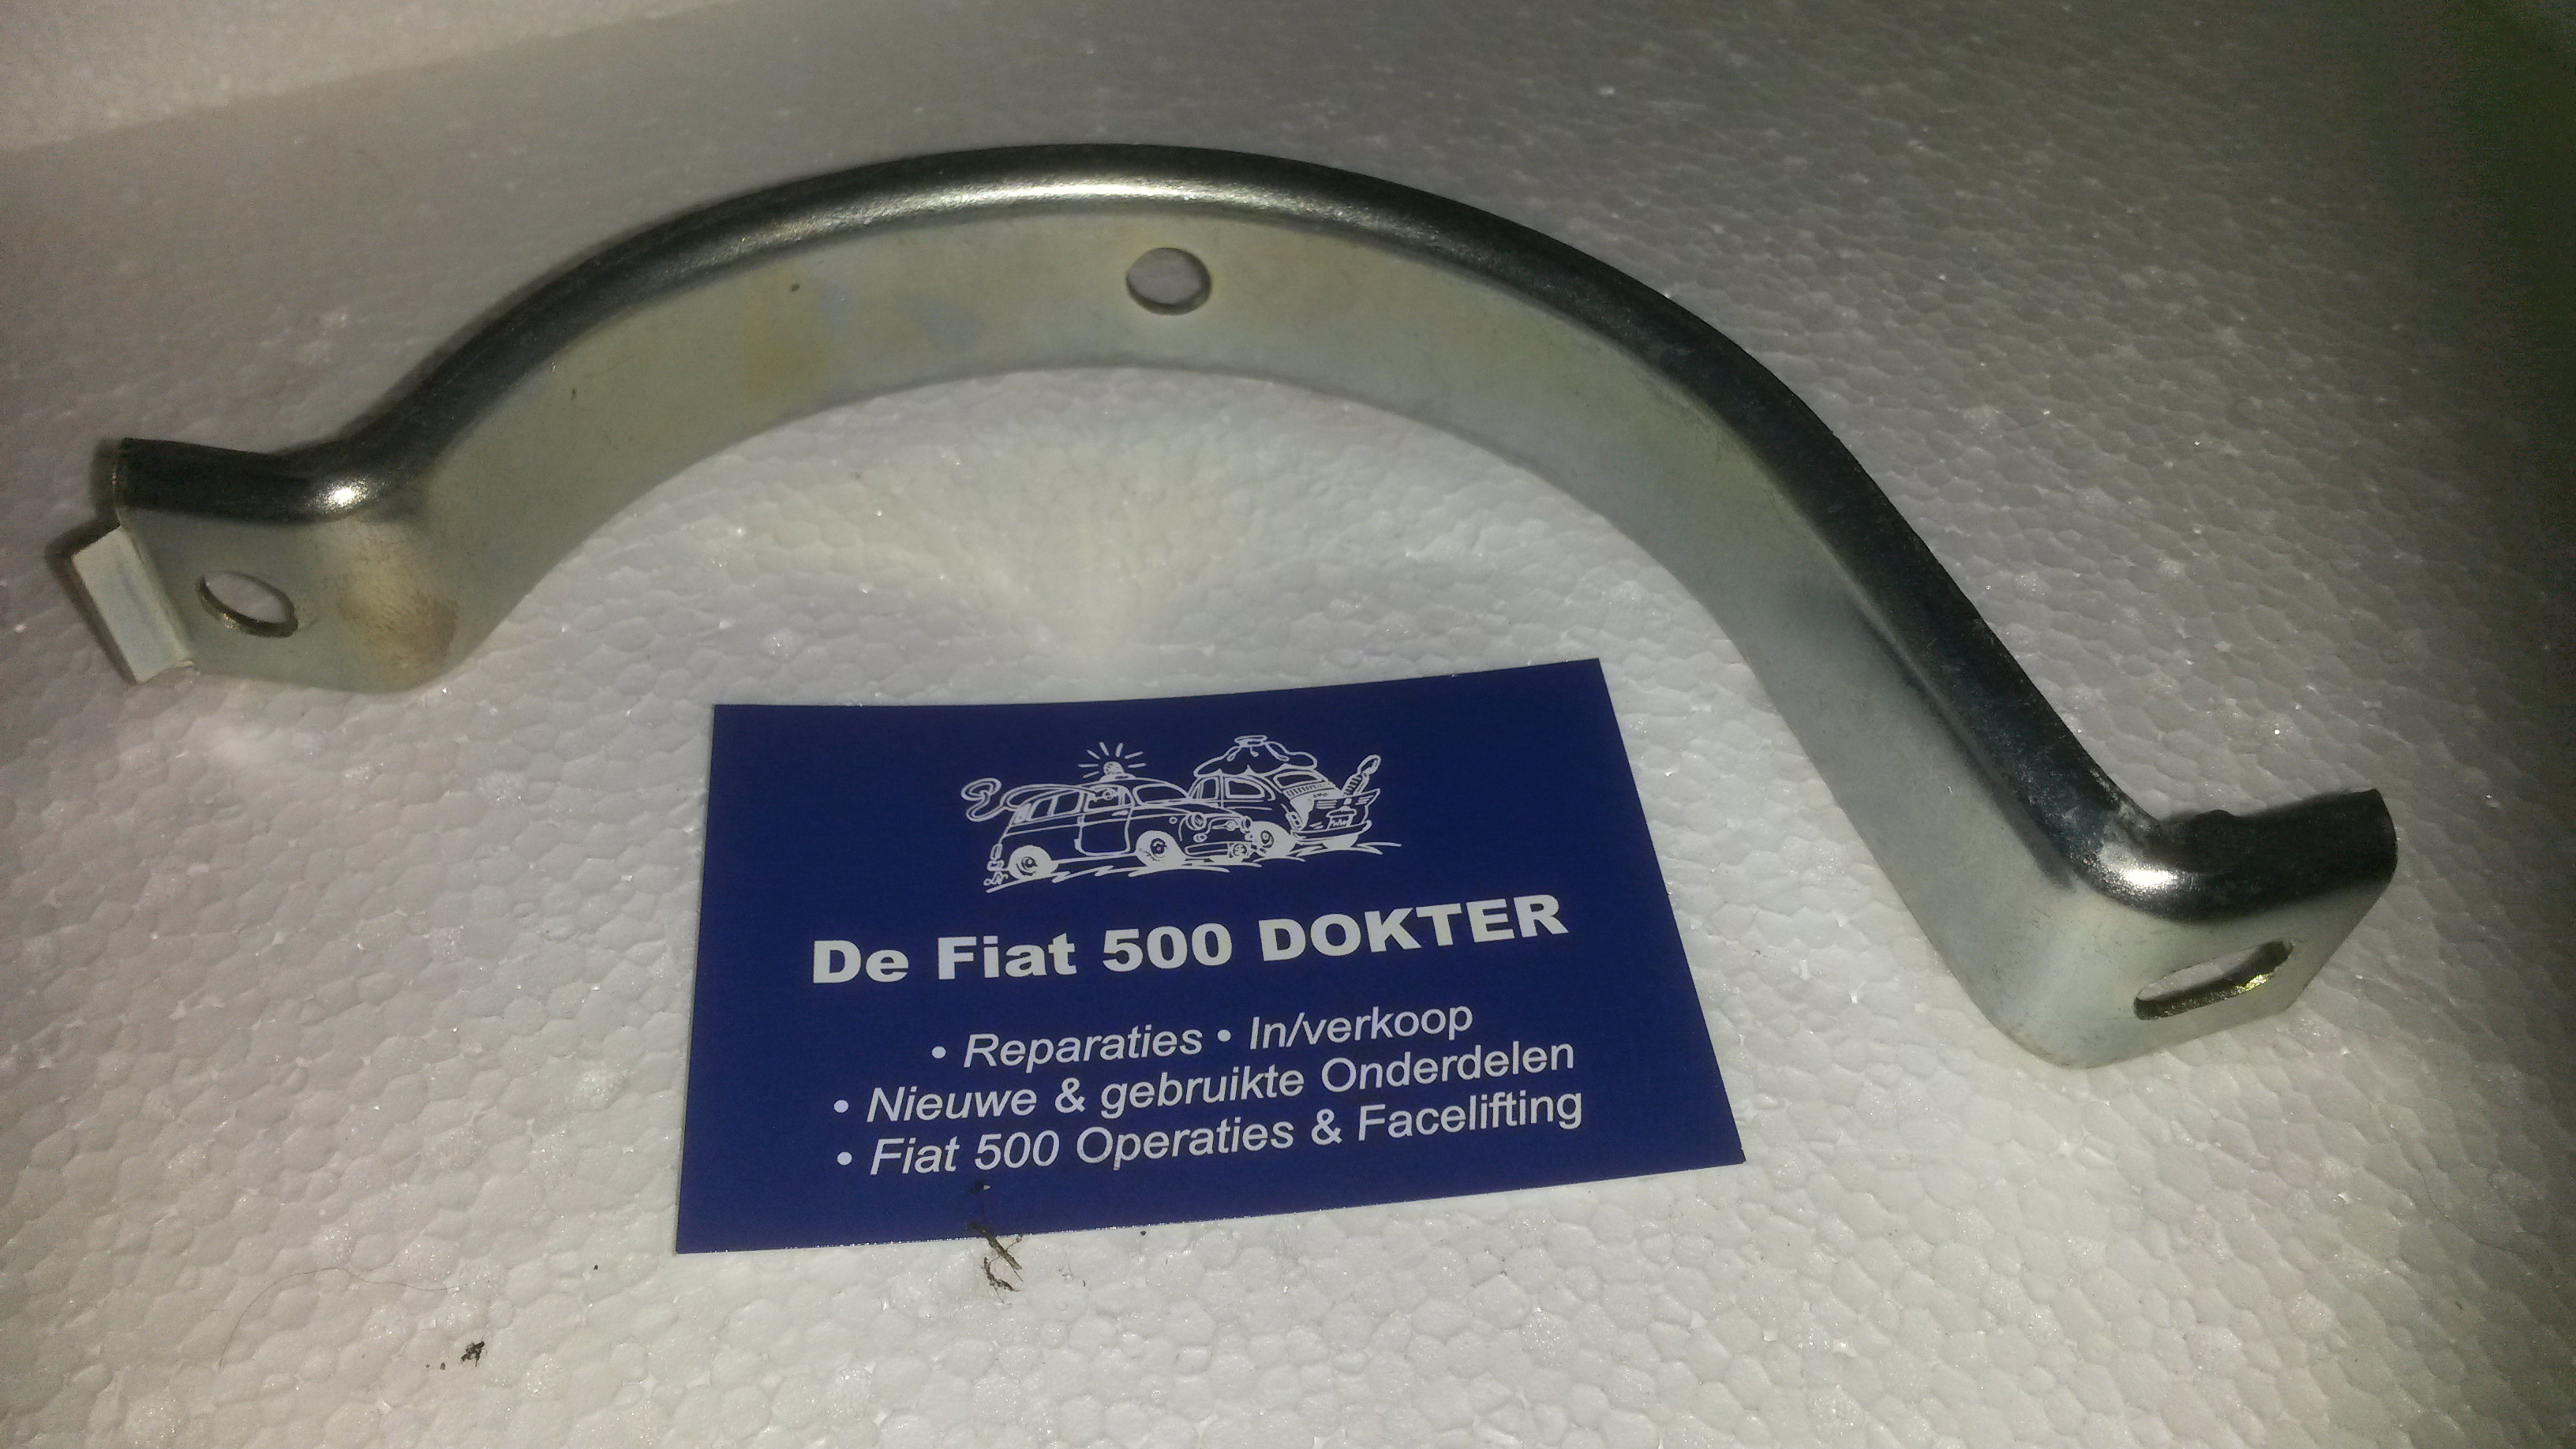 De Fiat 500 DOKTER
• Reparaties • In/verkoop
• Nieuwe & gebruikte Onderdelen
• Fiat 500 Operaties & Facelifting